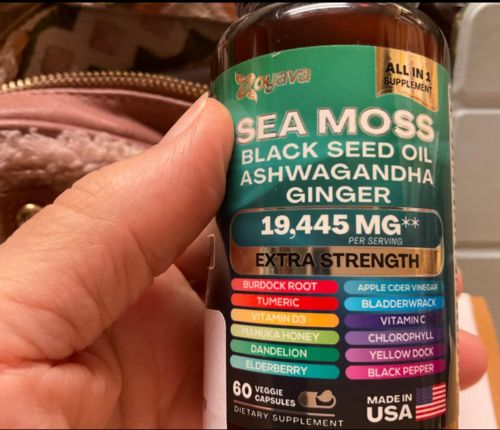 Zoyava
ALL IN 1
SUPPLEMENT
SEA MOSS
BLACK SEED OIL
ASHWAGANDHA
GINGER
19,445 MG**
PER SERVING
EXTRA STRENGTH
BURDOCK ROOT
APPLE CIDER VINEGAR
TUMERIC
BLADDERWRACK
VITAMIN D3
VITAMIN C
MANUKA HONEY
CHLOROPHYLL
DANDELION
YELLOW DOCK
ELDERBERRY
BLACK PEPPER
60 VEGGIE
CAPSULES
MADE IN
USA
DIETARY SUPPLEMENT